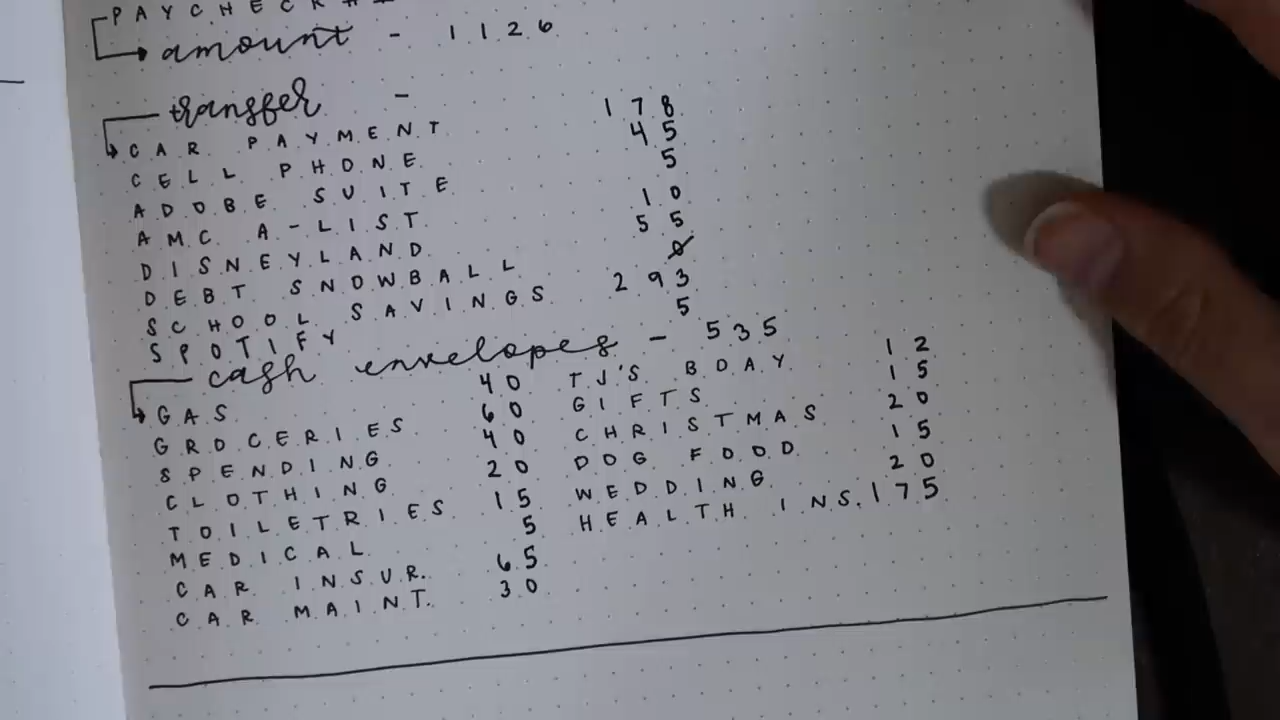 PAYCHECK
amount - 1126
transfer -
CAR PAYMENT 178
CELL PHONE 45
ADOBE SUITE 5
AMC A-LIST 10
DISNEYLAND 55
DEBT SNOWBALL 0
SCHOOL SAVINGS 293
SPOTIFY 5
cash envelopes - 535
GAS 40 TJ'S BDAY 12
GROCERIES 60 GIFTS 15
SPENDING 40 CHRISTMAS 20
CLOTHING 20 DOG FOOD 15
TOILETRIES 15 WEDDING 20
MEDICAL 5 HEALTH INS. 175
CAR INSUR. 65
CAR MAINT. 30